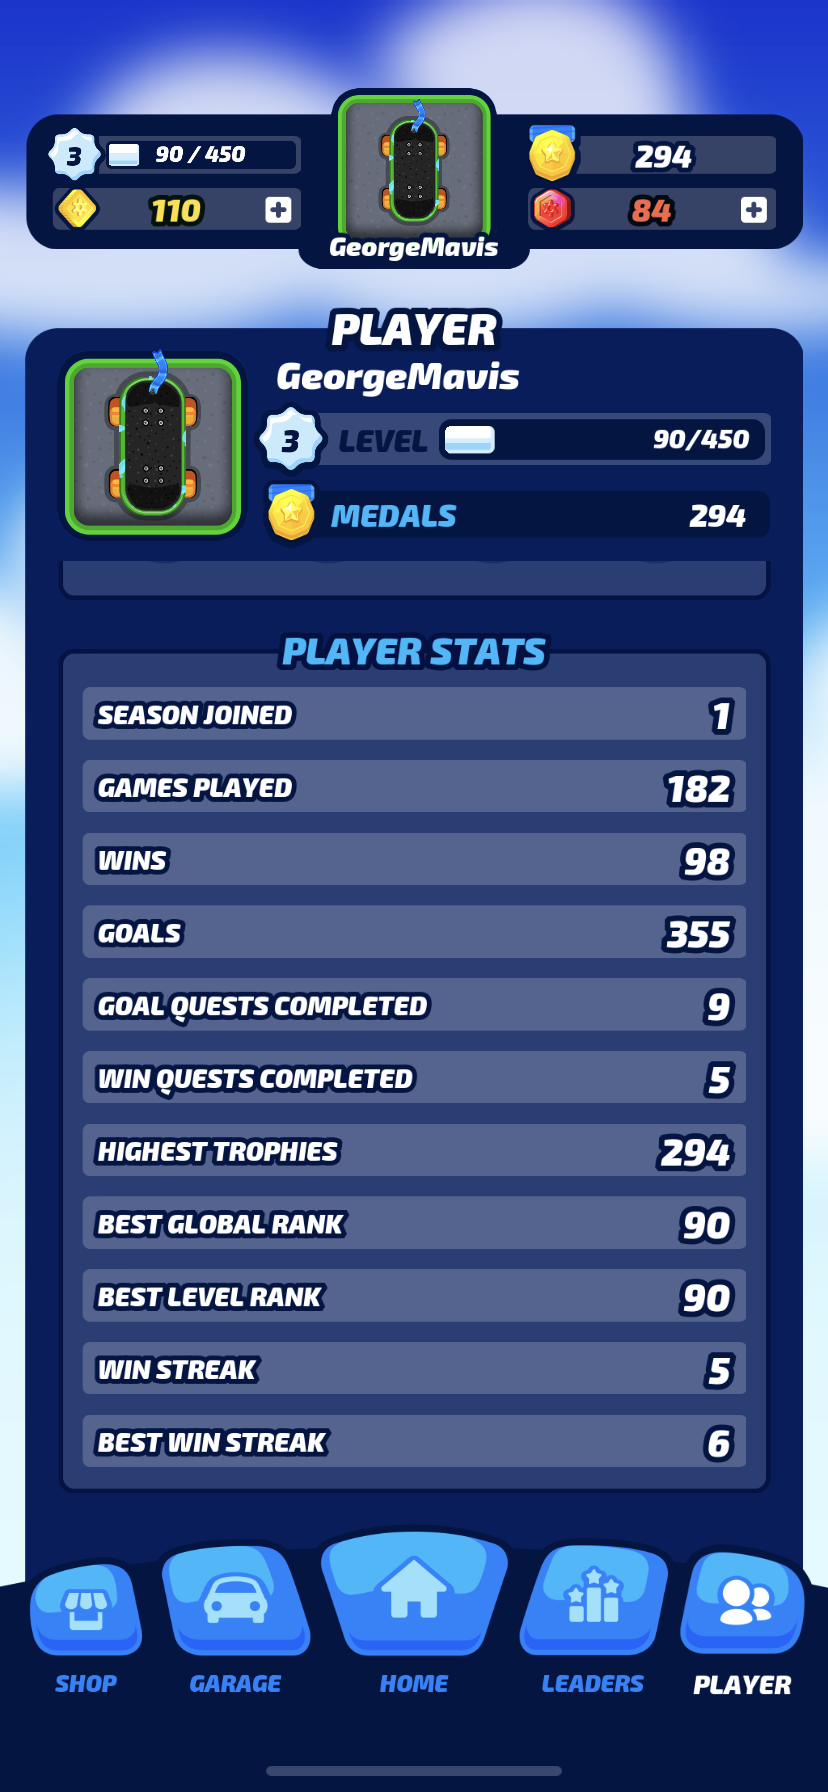 3
90 / 450
294
110
84
GeorgeMavis
PLAYER
GeorgeMavis
3 LEVEL 90/450
MEDALS 294
PLAYER STATS
SEASON JOINED 1
GAMES PLAYED 182
WINS 98
GOALS 355
GOAL QUESTS COMPLETED 9
WIN QUESTS COMPLETED 5
HIGHEST TROPHIES 294
BEST GLOBAL RANK 90
BEST LEVEL RANK 90
WIN STREAK 5
BEST WIN STREAK 6
SHOP GARAGE HOME LEADERS PLAYER